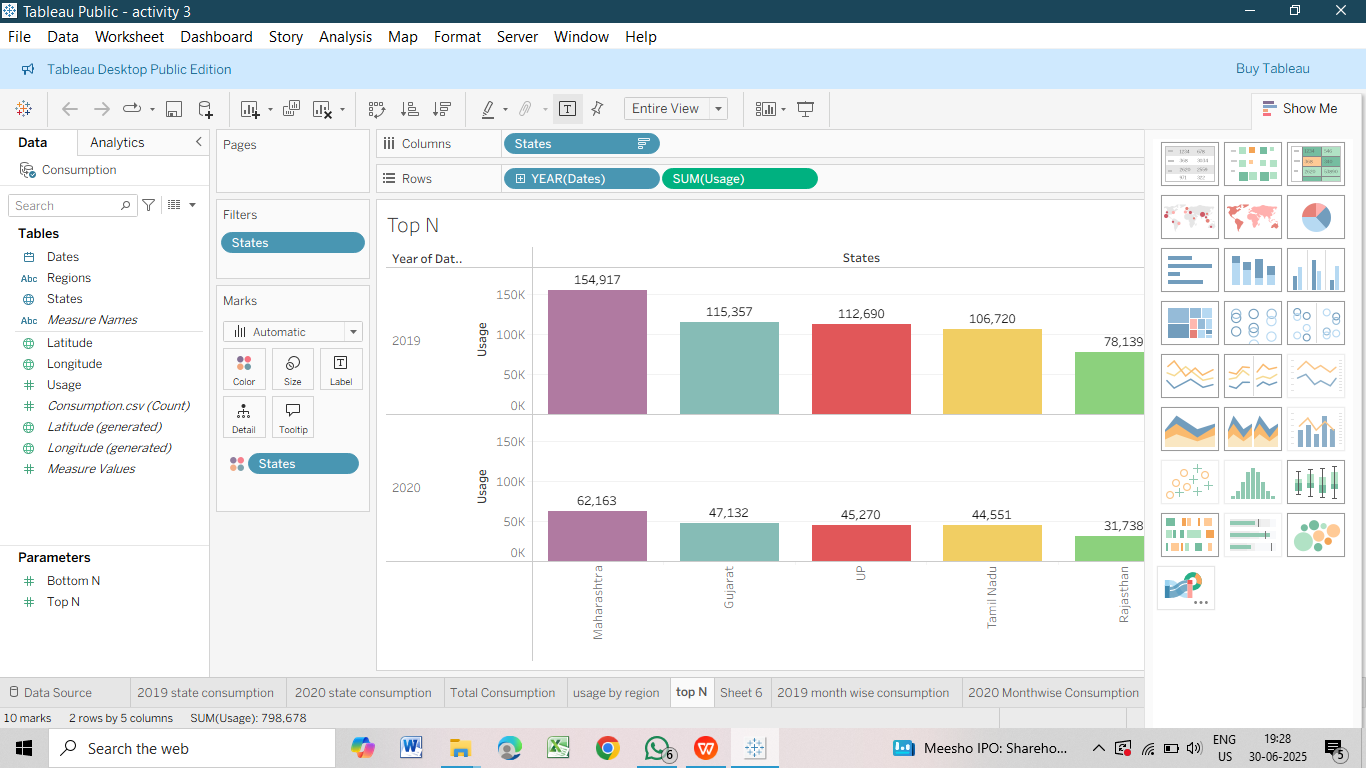 Tableau Public - activity 3
File Data Worksheet Dashboard Story Analysis Map Format Server Window Help
Tableau Desktop Public Edition
Buy Tableau
Entire View
Show Me
Data
Analytics
Consumption
Search
Tables
Dates
Abc Regions
States
Abc Measure Names
Latitude
Longitude
Usage
Consumption.csv (Count)
Latitude (generated)
Longitude (generated)
Measure Values
Parameters
Bottom N
Top N
Pages
Filters
States
Marks
Automatic
Color
Size
Label
Detail
Tooltip
States
Columns
States
Rows
YEAR(Dates)
SUM(Usage)
Top N
Year of Dat..
States
2019
Usage
150K
100K
50K
0K
154,917
115,357
112,690
106,720
78,139
2020
Usage
150K
100K
50K
0K
62,163
47,132
45,270
44,551
31,738
Maharashtra
Gujarat
UP
Tamil Nadu
Rajasthan
Data Source
2019 state consumption
2020 state consumption
Total Consumption
usage by region
top N
Sheet 6
2019 month wise consumption
2020 Monthwise Consumption
10 marks
2 rows by 5 columns
SUM(Usage): 798,678
Search the web
6
Meesho IPO: Shareho...
ENG
US
19:28
30-06-2025
5